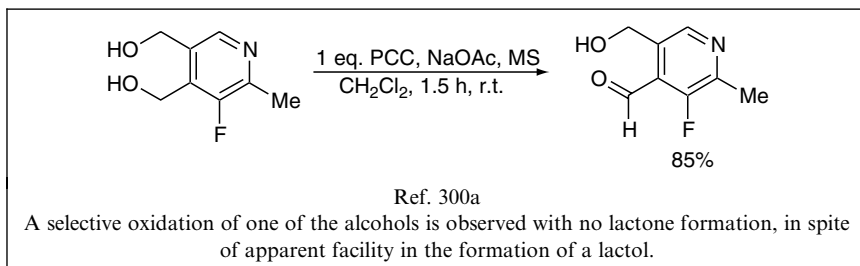 HO
HO
N
Me
F
1 eq. PCC, NaOAc, MS
CH₂Cl₂, 1.5 h, r.t.
HO
O
H
N
Me
F
85%
Ref. 300a
A selective oxidation of one of the alcohols is observed with no lactone formation, in spite
of apparent facility in the formation of a lactol.